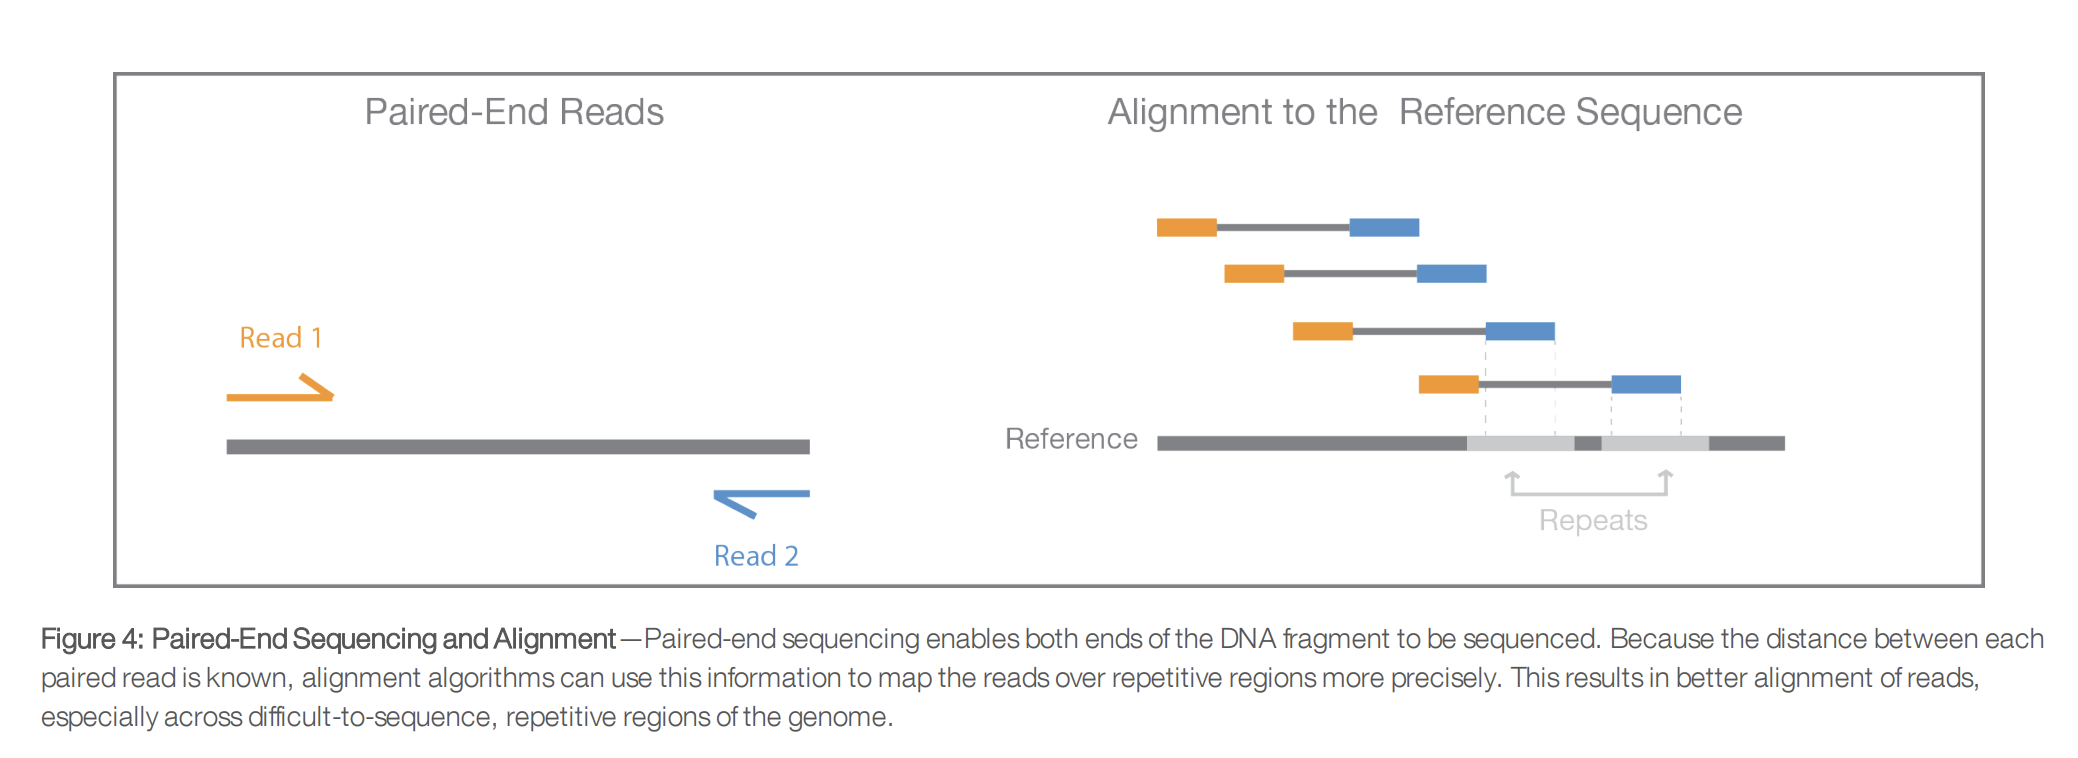 Paired-End Reads
Alignment to the Reference Sequence
Read 1
Read 2
Reference
Repeats
Figure 4: Paired-End Sequencing and Alignment—Paired-end sequencing enables both ends of the DNA fragment to be sequenced. Because the distance between each
paired read is known, alignment algorithms can use this information to map the reads over repetitive regions more precisely. This results in better alignment of reads,
especially across difficult-to-sequence, repetitive regions of the genome.